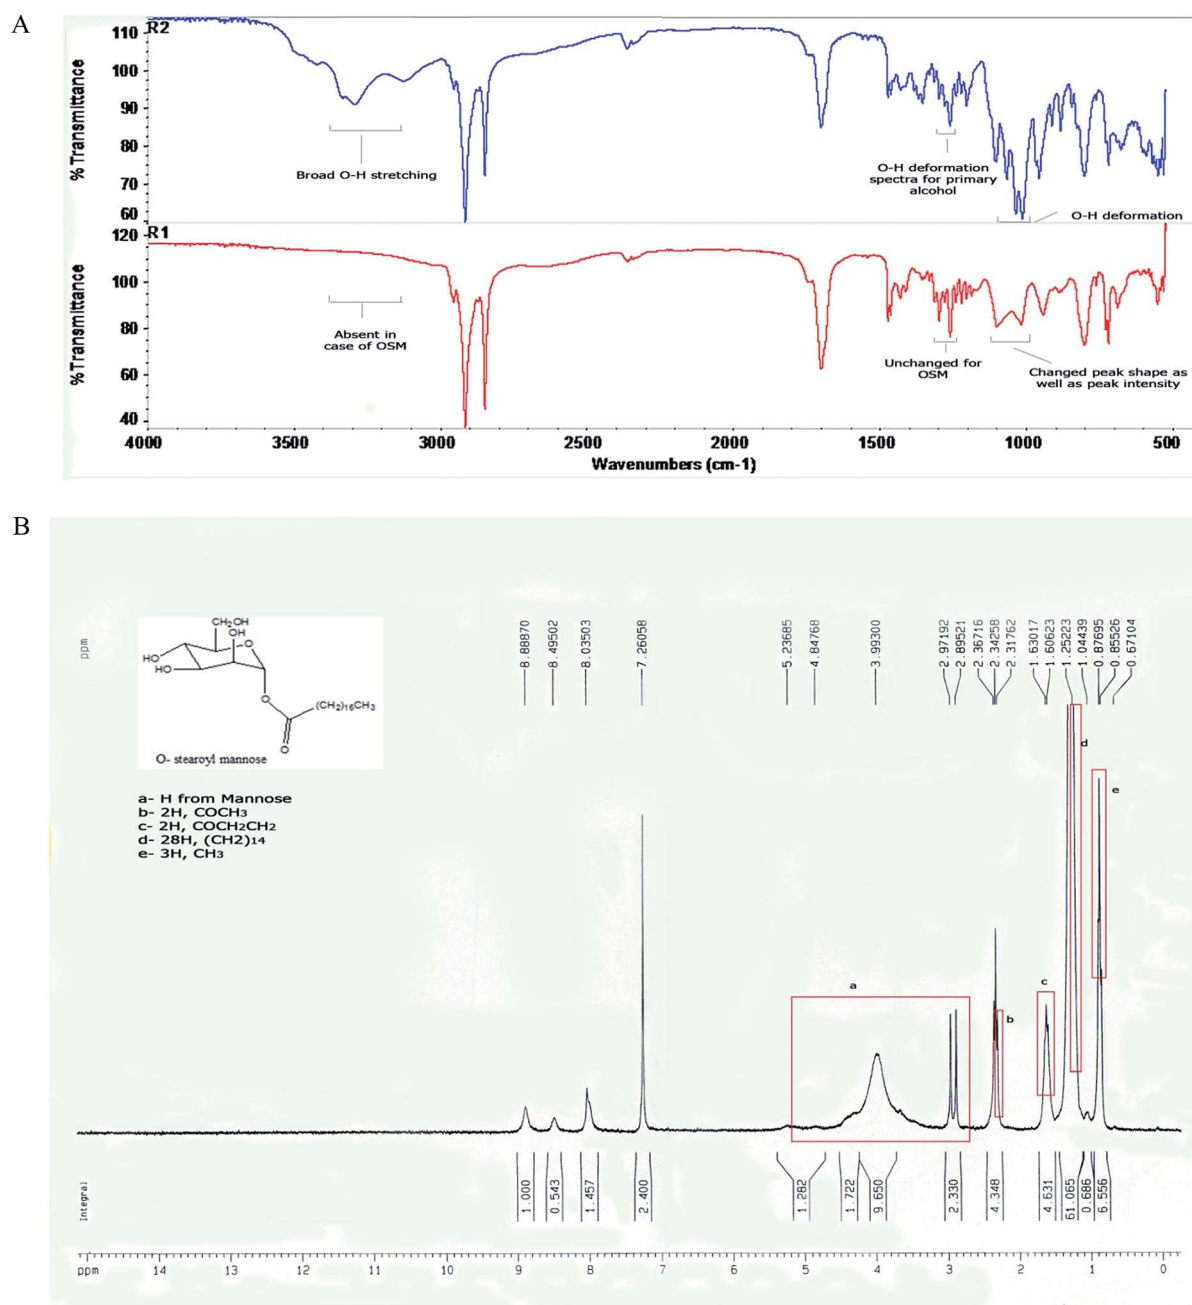 A
R2
110
100
90
80
70
60
%Transmittance
Broad O-H stretching
O-H deformation
spectra for primary
alcohol
O-H deformation
R1
120
100
80
60
40
%Transmittance
Absent in
case of OSM
Unchanged for
OSM
Changed peak shape as
well as peak intensity
4000 3500 3000 2500 2000 1500 1000 500
Wavenumbers (cm-1)
B
ppm
8.88870
8.49502
8.03503
7.26058
5.23685
4.84768
3.99300
2.97192
2.89521
2.36716
2.34258
2.31762
1.63017
1.60623
1.25223
1.04439
0.87695
0.85526
0.67104
CH₂OH
OH
O
HO
HO
O
(CH₂)₁₆CH₃
O
O- stearoyl mannose
a- H from Mannose
b- 2H, COCH₃
c- 2H, COCH₂CH₂
d- 28H, (CH2)14
e- 3H, CH₃
a
b
c
d
e
Integral
1.000
0.543
1.457
2.400
1.282
1.722
9.650
2.330
4.348
4.631
61.065
0.686
6.556
ppm 14 13 12 11 10 9 8 7 6 5 4 3 2 1 0